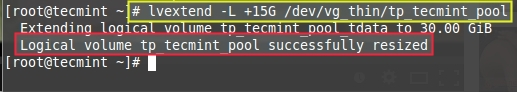 [root@tecmint ~]# lvextend -L +15G /dev/vg_thin/tp_tecmint_pool
Extending logical volume tp_tecmint_pool_tdata to 30.00 GiB
Logical volume tp_tecmint_pool successfully resized
[root@tecmint ~]#